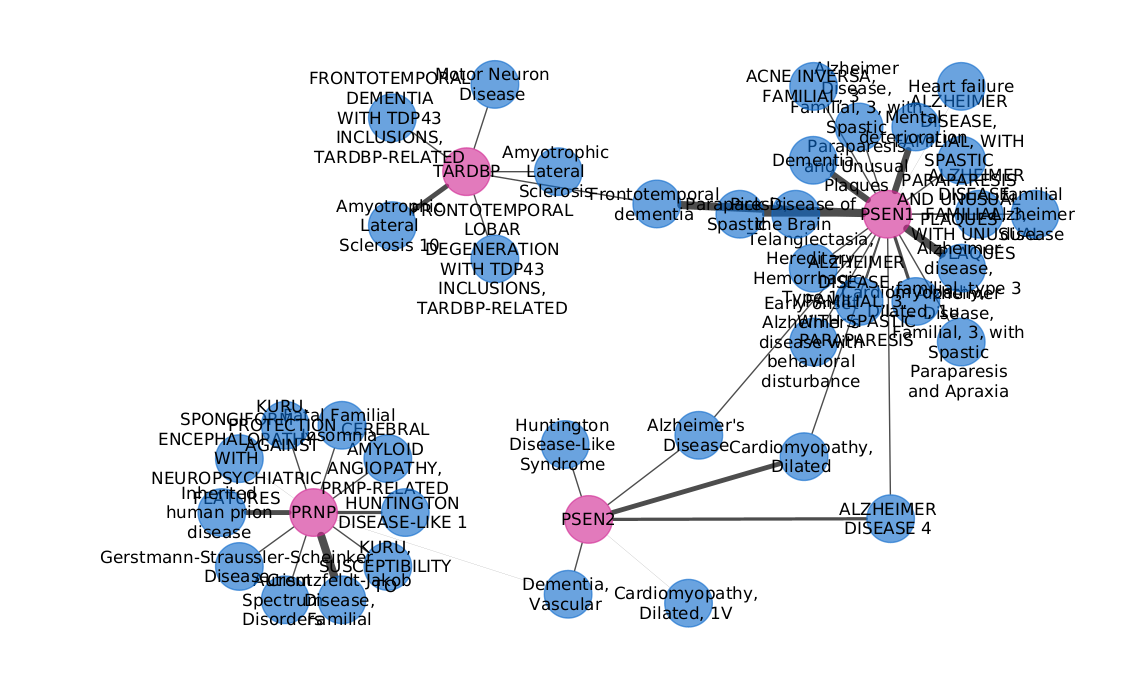 FRONTOTEMPORAL
DEMENTIA
WITH TDP43
INCLUSIONS,
TARDBP-RELATED
Motor Neuron
Disease
TARDBP
Amyotrophic
Lateral
Sclerosis
Amyotrophic
Lateral
Sclerosis 10
FRONTOTEMPORAL
LOBAR
DEGENERATION
WITH TDP43
INCLUSIONS,
TARDBP-RELATED
Frontotemporal
dementia
Paraparesis,
Spastic
Pick Disease of
the Brain
ACNE INVERSA,
FAMILIAL, 3
Alzheimer
Disease,
Familial, 3, with
Spastic
Paraparesis
and Unusual
Plaques
Mental
deterioration
Heart failure
Dementia
ALZHEIMER
DISEASE,
FAMILIAL, WITH
SPASTIC
PARAPARESIS
AND UNUSUAL
PLAQUES
PSEN1
ALZHEIMER
DISEASE,
FAMILIAL, 3,
WITH UNUSUAL
PLAQUES
Familial
Alzheimer
disease
Telangiectasia,
Hereditary
Hemorrhagic,
ALZHEIMER
DISEASE,
FAMILIAL, 3,
WITH SPASTIC
PARAPARESIS
Alzheimer
disease,
familial, type 3
Cardiomyopathy,
Dilated, 1u
Early-onset
Alzheimer's
disease with
behavioral
disturbance
Alzheimer
Disease,
Familial, 3, with
Spastic
Paraparesis
and Apraxia
KURU,
PROTECTION
AGAINST
Fatal Familial
Insomnia
SPONGIFORM
ENCEPHALOPATHY
WITH
NEUROPSYCHIATRIC
FEATURES
CEREBRAL
AMYLOID
ANGIOPATHY,
PRNP-RELATED
Inherited
human prion
disease
PRNP
HUNTINGTON
DISEASE-LIKE 1
Gerstmann-Straussler-Scheinker
Disease
KURU,
SUSCEPTIBILITY
TO
Autism
Spectrum
Disorders
Creutzfeldt-Jakob
Disease,
Familial
Huntington
Disease-Like
Syndrome
Alzheimer's
Disease
Cardiomyopathy,
Dilated
PSEN2
ALZHEIMER
DISEASE 4
Dementia,
Vascular
Cardiomyopathy,
Dilated, 1V